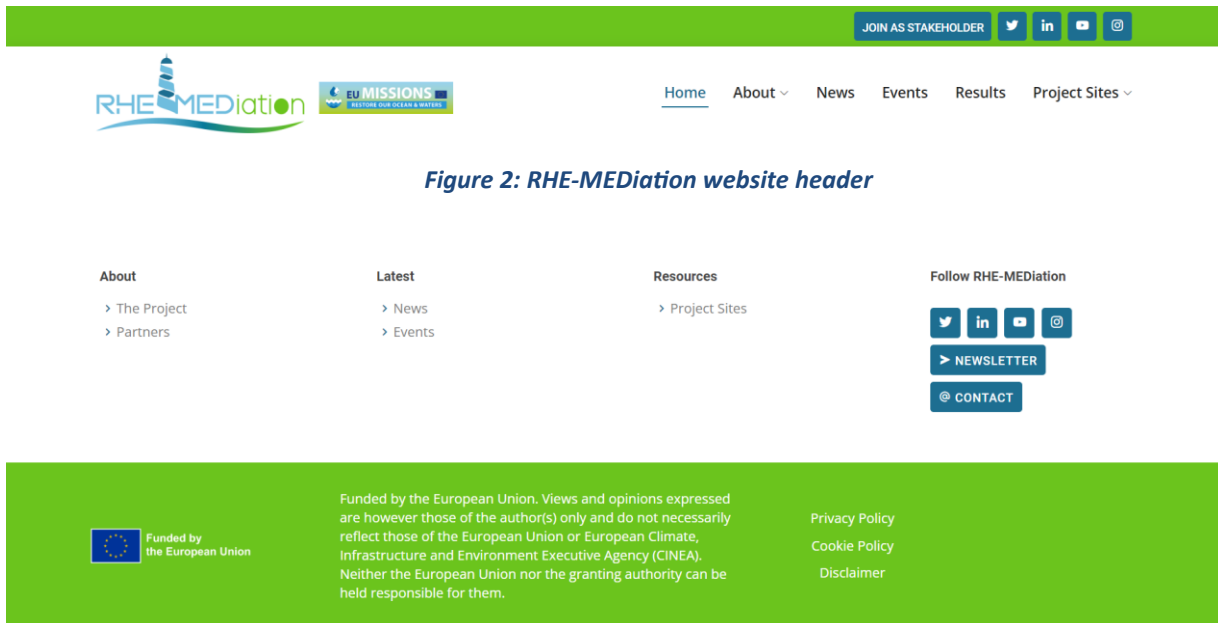 JOIN AS STAKEHOLDER
RHE-MEDiation
EU MISSIONS
RESTORE OUR OCEAN & WATERS
Home About News Events Results Project Sites
Figure 2: RHE-MEDiation website header
About Latest Resources Follow RHE-MEDiation
> The Project > News > Project Sites
> Partners > Events
in
NEWSLETTER
@ CONTACT
Funded by
the European Union
Funded by the European Union. Views and opinions expressed
are however those of the author(s) only and do not necessarily
reflect those of the European Union or European Climate,
Infrastructure and Environment Executive Agency (CINEA).
Neither the European Union nor the granting authority can be
held responsible for them.
Privacy Policy
Cookie Policy
Disclaimer